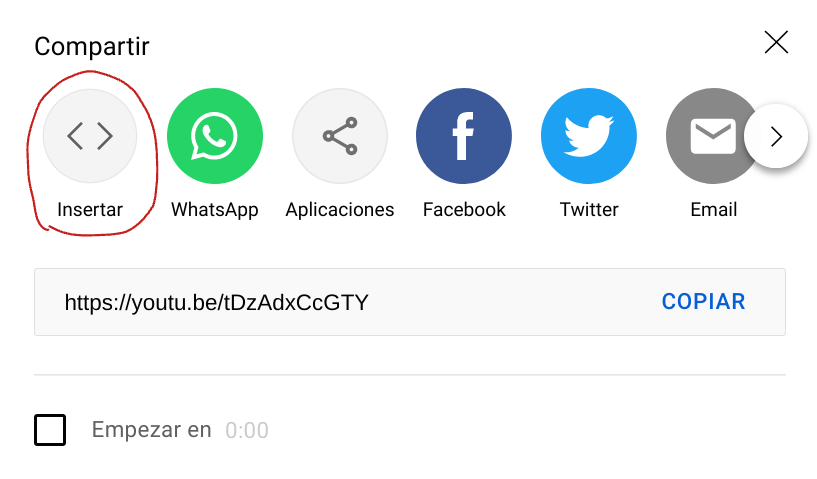 Compartir
Insertar WhatsApp Aplicaciones Facebook Twitter Email
https://youtu.be/tDzAdxCcGTY COPIAR
Empezar en 0:00